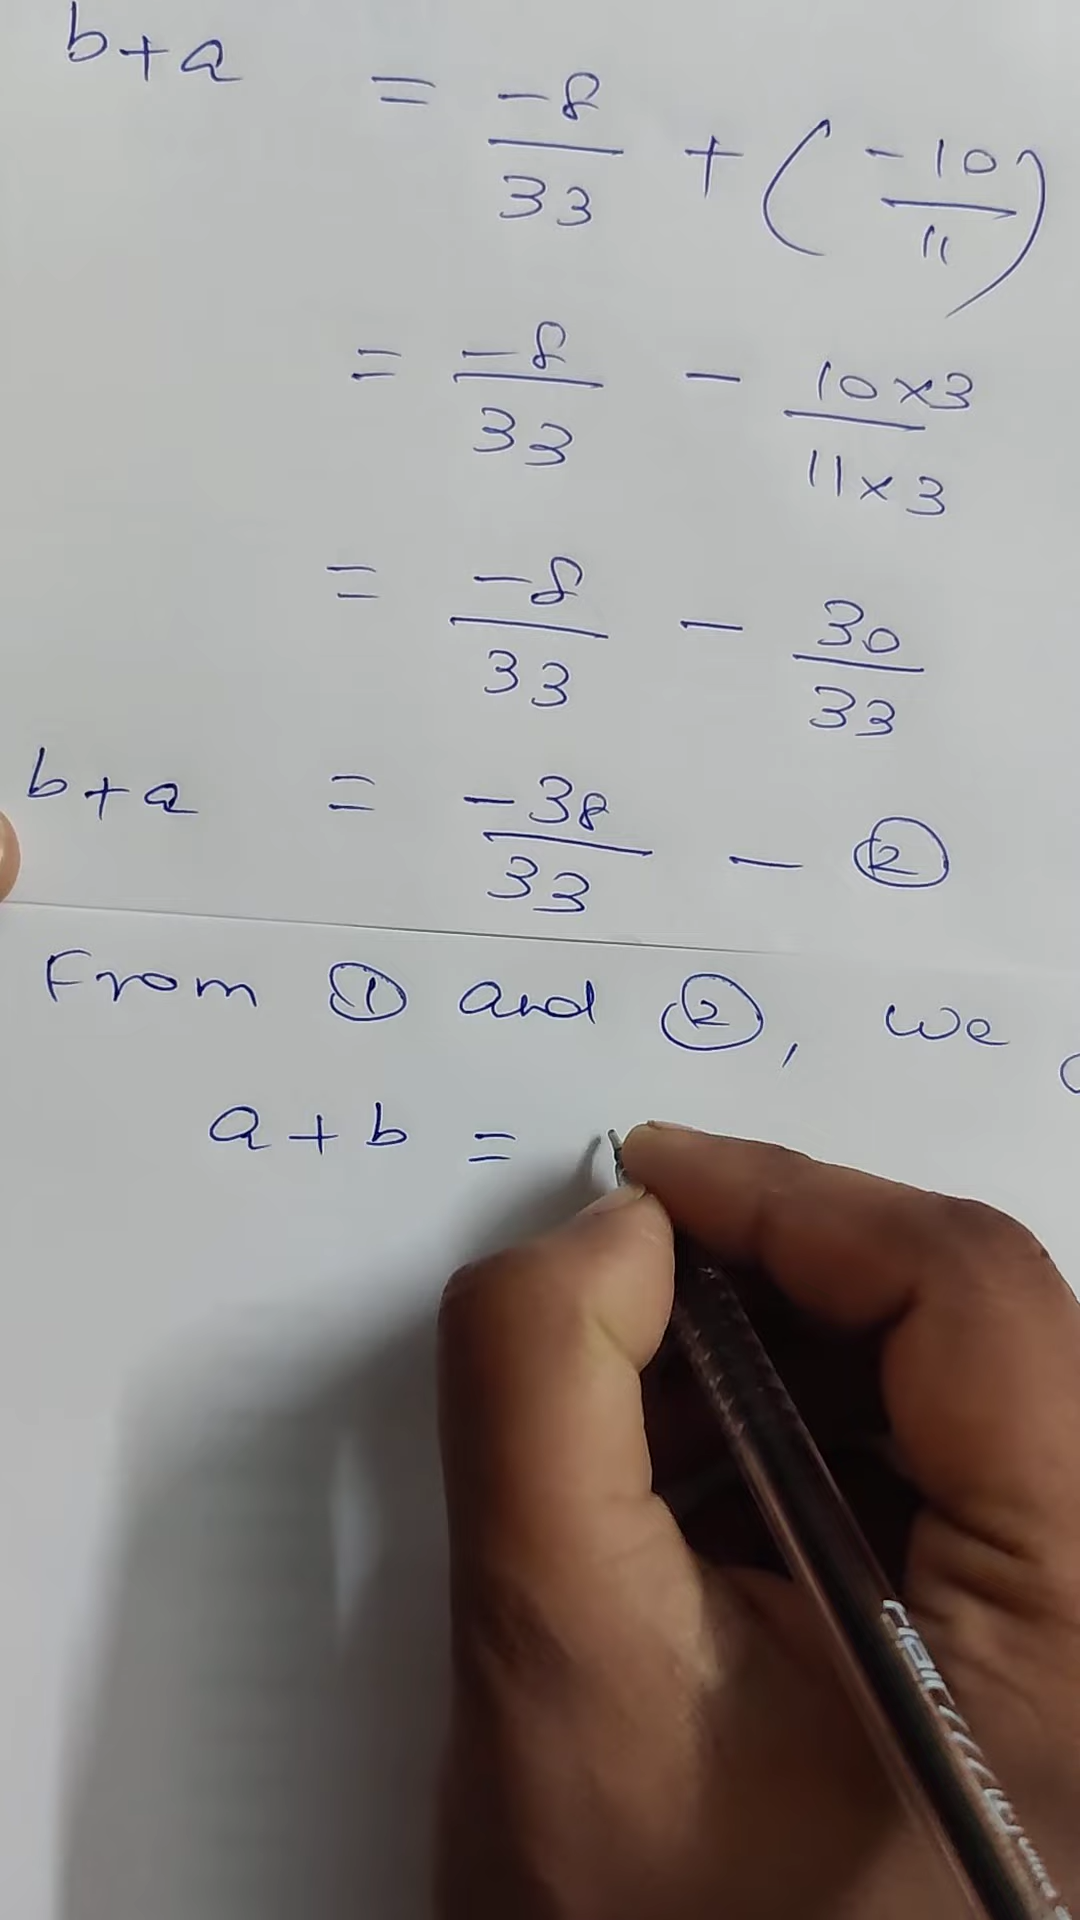 b+a = -8/33 + (-10/11)
= -8/33 - 10×3/11×3
= -8/33 - 30/33
b+a = -38/33 - ②
From ① and ②, we
a+b =